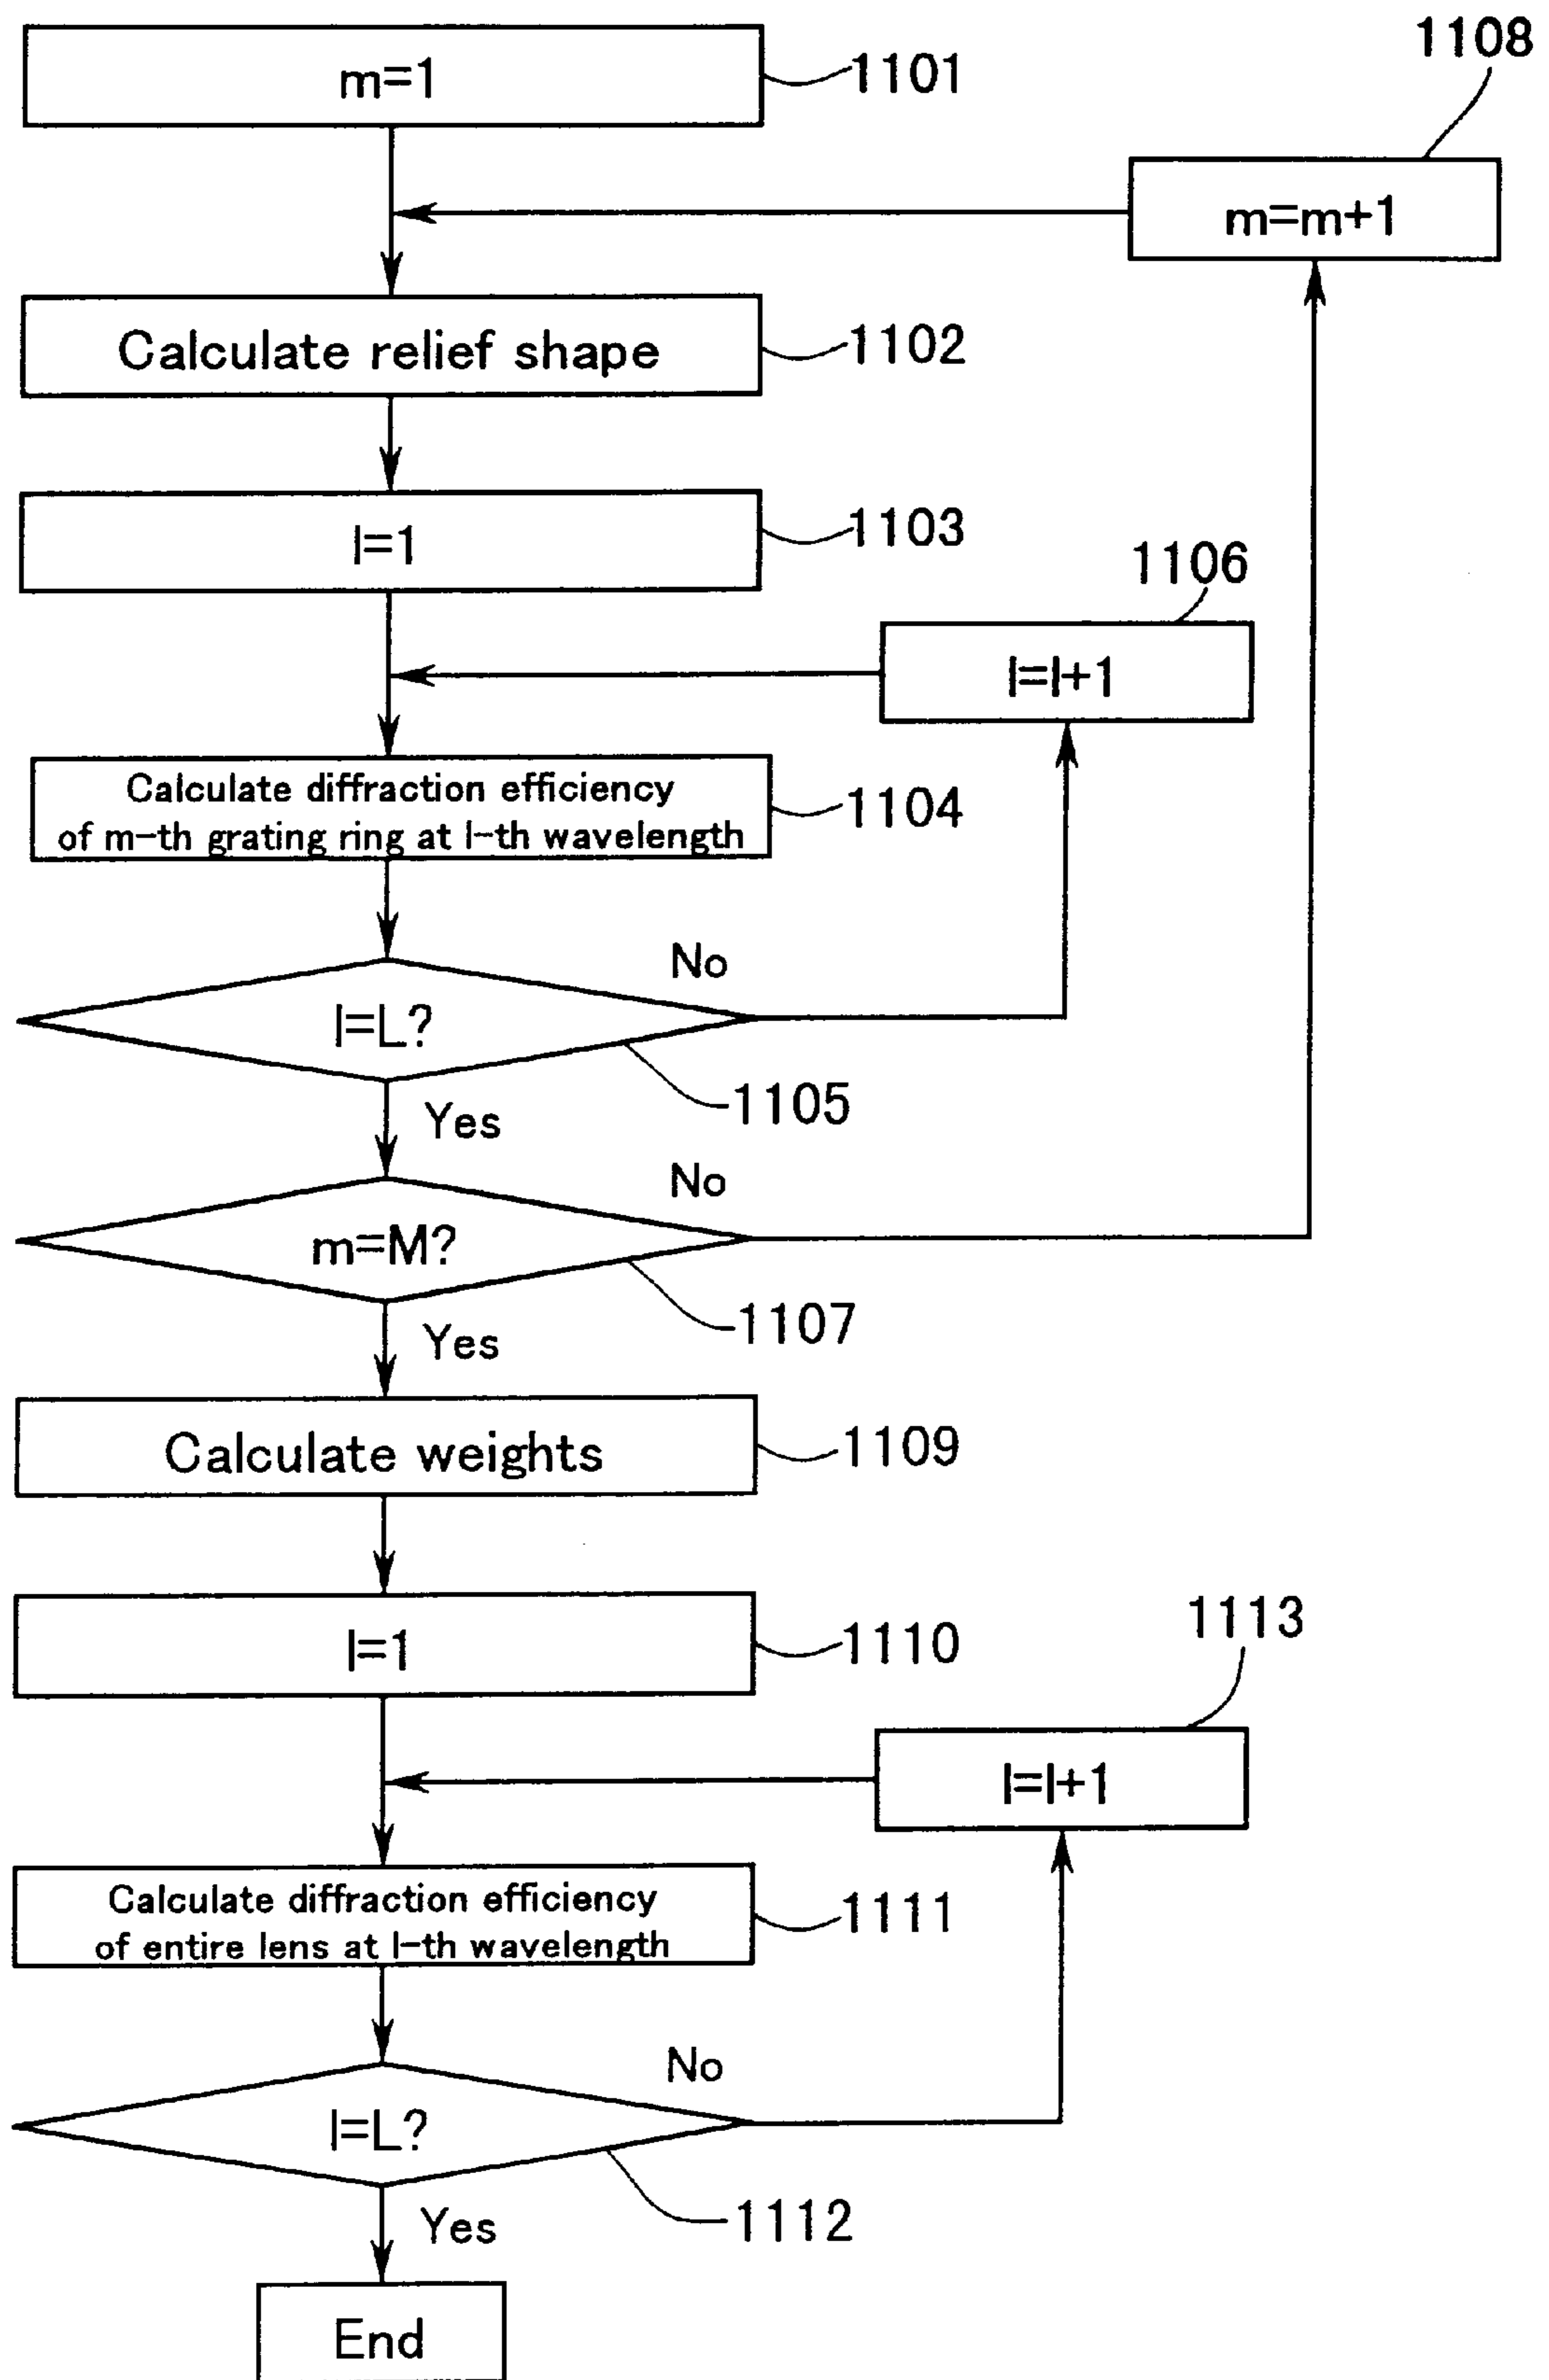 m=1
1101
1108
m=m+1
Calculate relief shape
1102
l=1
1103
1106
l=l+1
Calculate diffraction efficiency
of m-th grating ring at l-th wavelength
1104
No
l=L?
1105
Yes
No
m=M?
1107
Yes
Calculate weights
1109
l=1
1110
1113
l=l+1
Calculate diffraction efficiency
of entire lens at l-th wavelength
1111
No
l=L?
1112
Yes
End